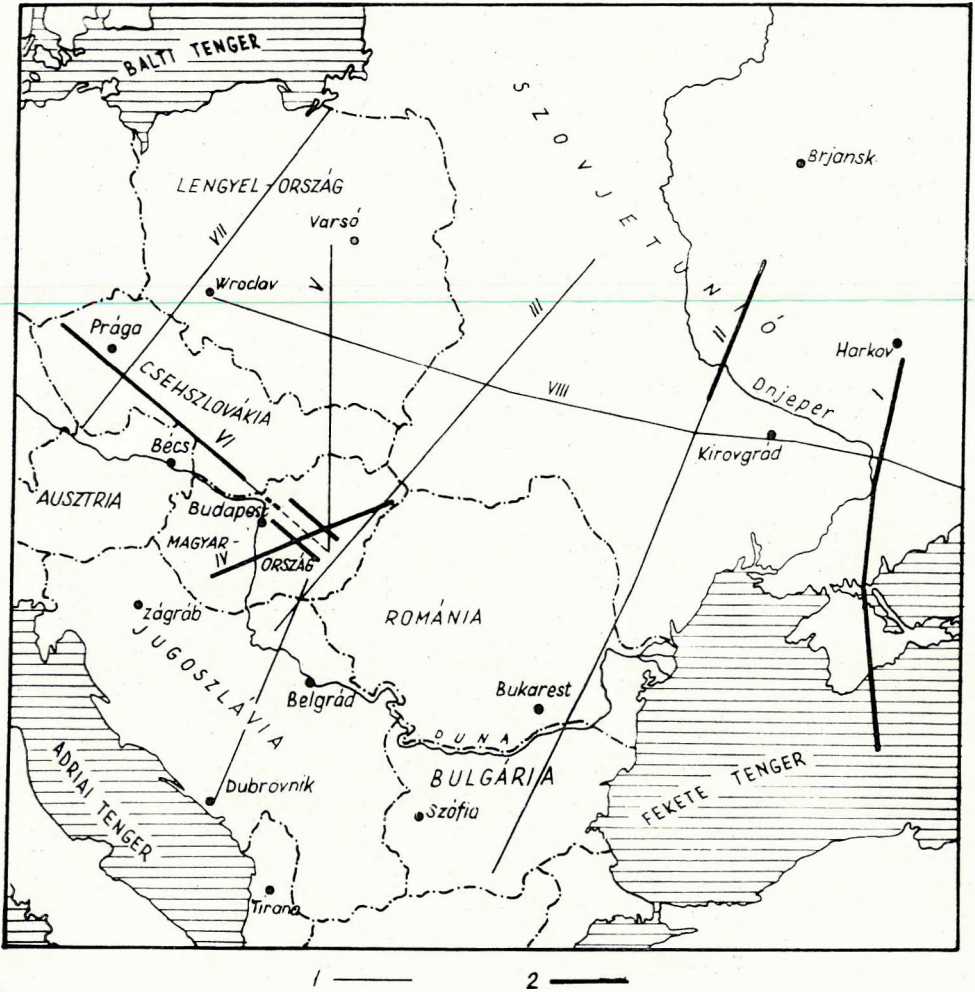 BALTI TENGER
SZOVJETUNIÓ
Brjansk
LENGYEL-ORSZÁG
VII
Varsó
V
Wroclav
III
II
Prága
Harkov
I
CSEHSZLOVÁKIA
VIII
Dnjeper
VI
Bécs
Kirovgrád
AUSZTRIA
Budapest
MAGYAR-
IV
ORSZÁG
Zágráb
ROMÁNIA
JUGOSZLÁVIA
Belgrád
Bukarest
DUNA
ADRIAI TENGER
BULGÁRIA
FEKETE TENGER
Dubrovnik
Szófia
Tirana
1
2